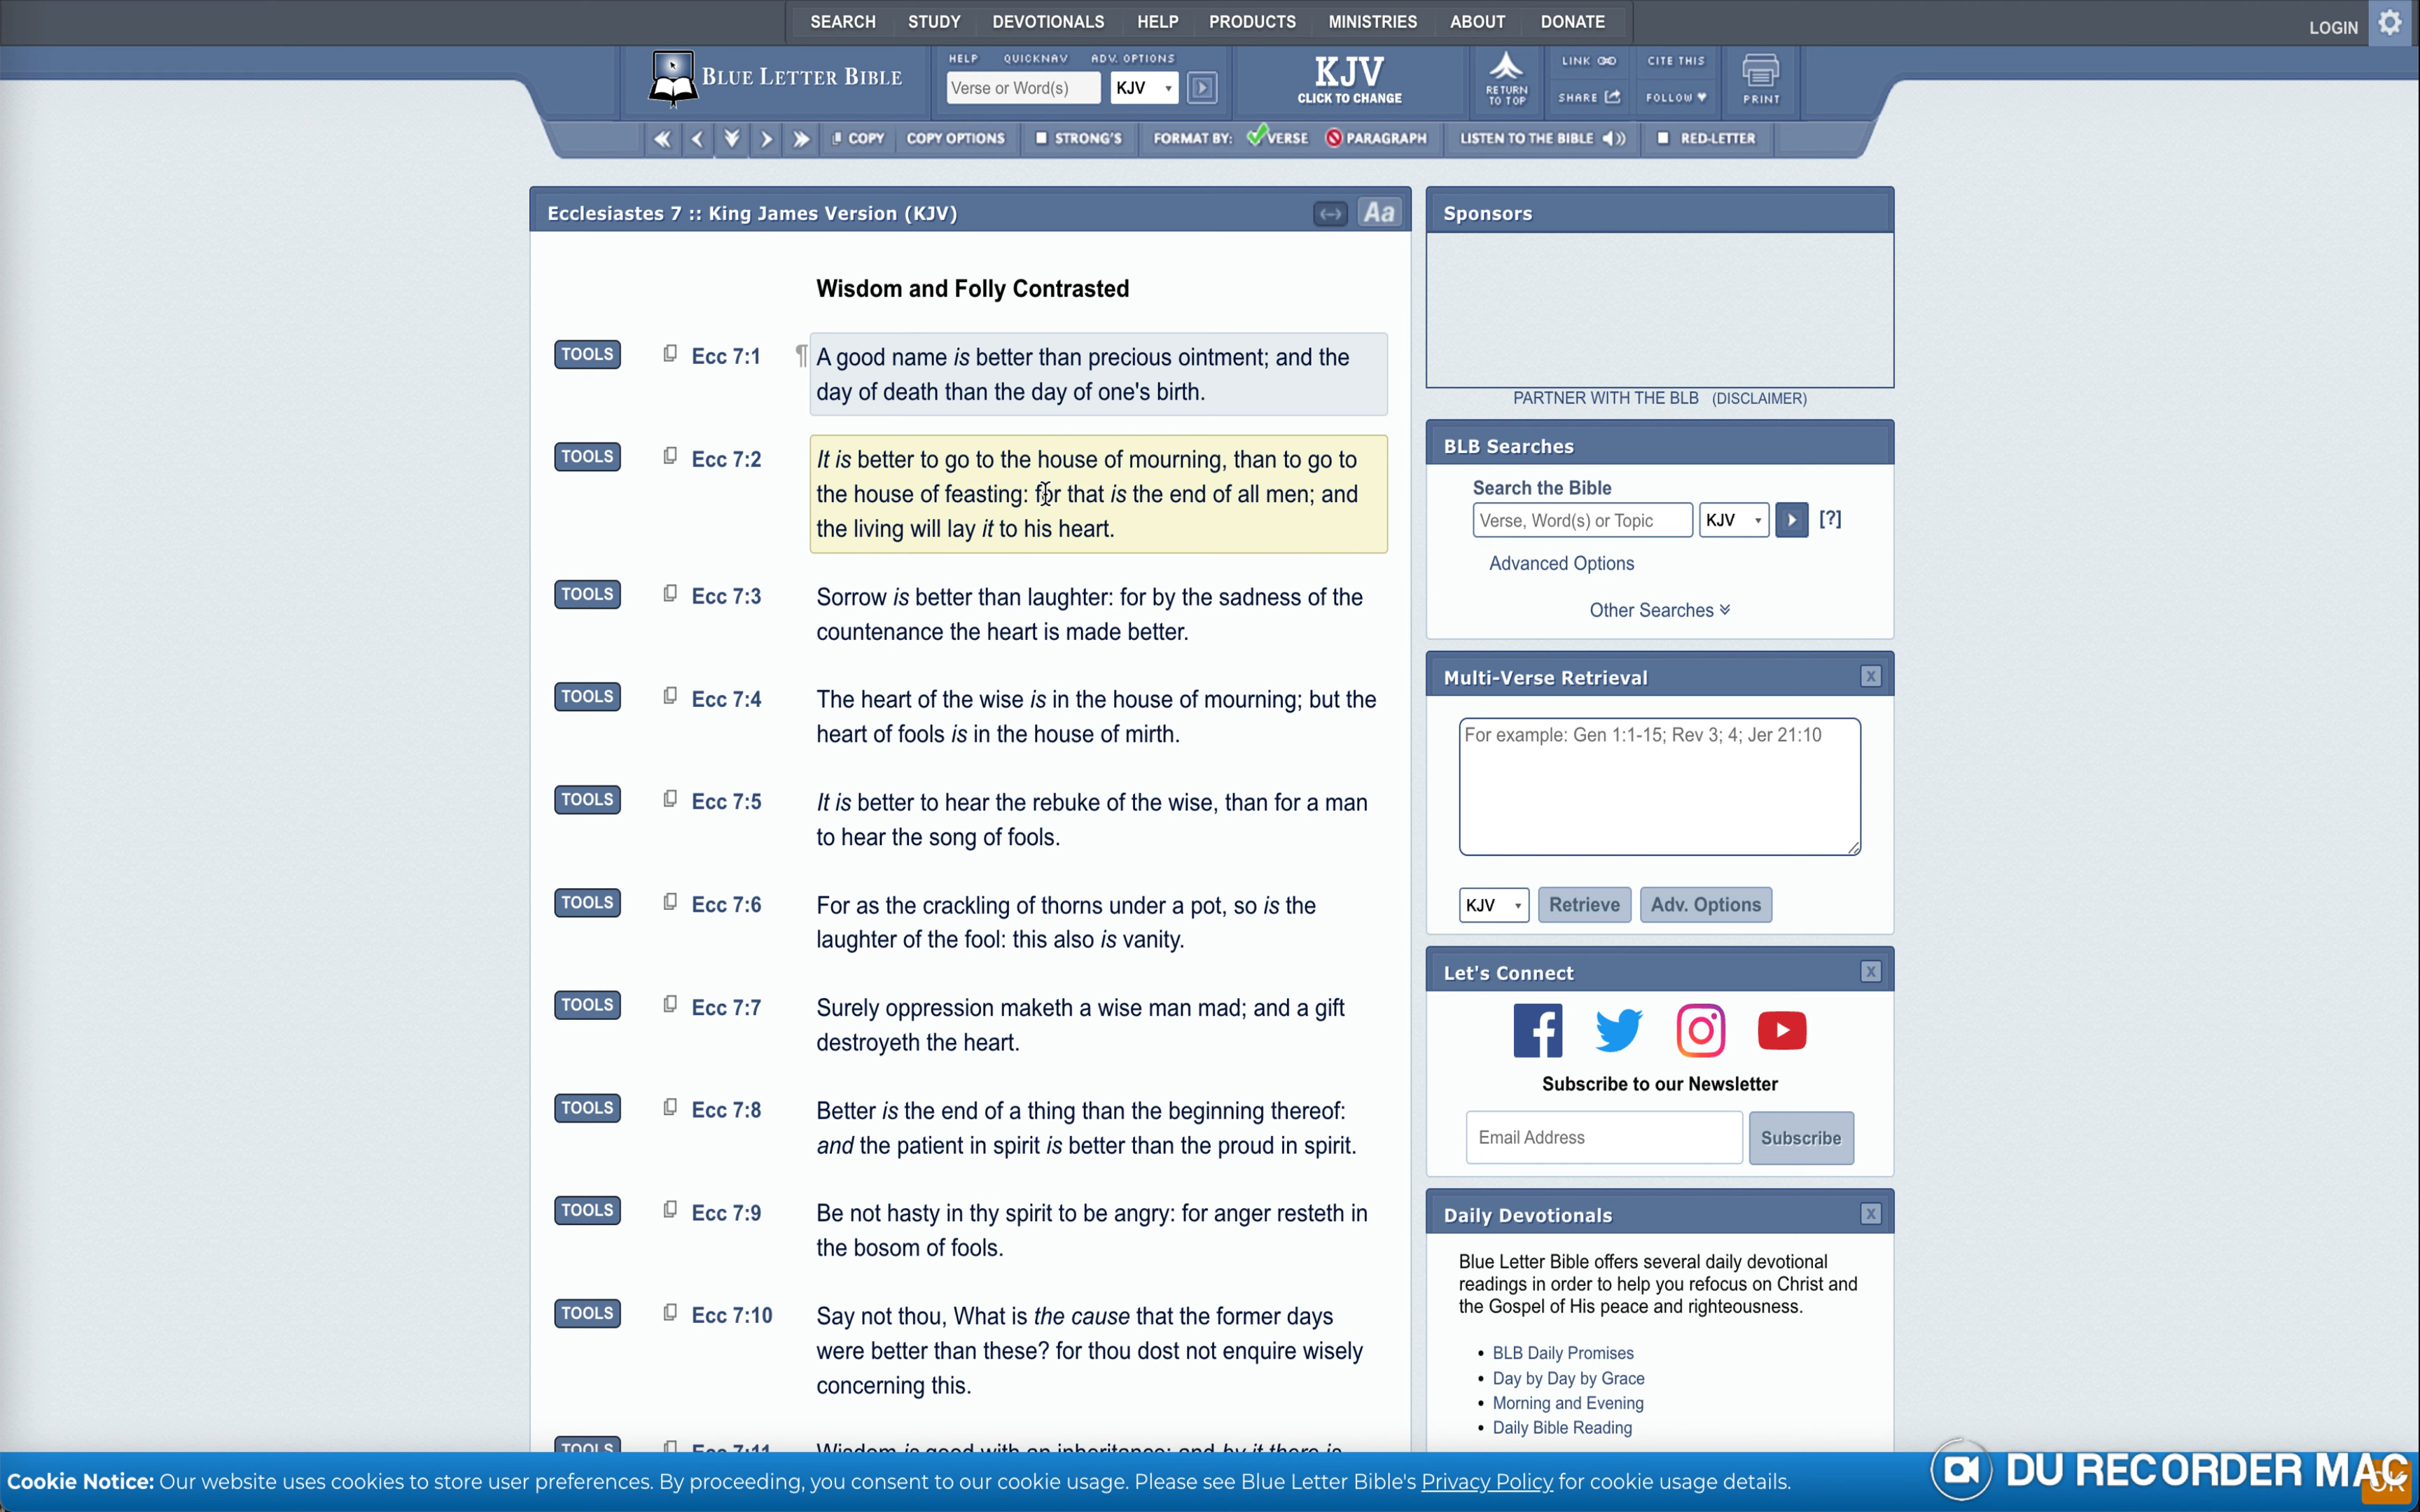 SEARCH STUDY DEVOTIONALS HELP PRODUCTS MINISTRIES ABOUT DONATE
LOGIN
BLUE LETTER BIBLE
HELP QUICKNAV ADV. OPTIONS
Verse or Word(s) KJV
KJV
CLICK TO CHANGE
RETURN
TO TOP
LINK CITE THIS
SHARE FOLLOW
PRINT
COPY COPY OPTIONS STRONG'S FORMAT BY: VERSE PARAGRAPH LISTEN TO THE BIBLE RED-LETTER
Ecclesiastes 7 :: King James Version (KJV) Aa
Wisdom and Folly Contrasted
TOOLS Ecc 7:1 ¶ A good name is better than precious ointment; and the
day of death than the day of one's birth.
TOOLS Ecc 7:2 It is better to go to the house of mourning, than to go to
the house of feasting: for that is the end of all men; and
the living will lay it to his heart.
TOOLS Ecc 7:3 Sorrow is better than laughter: for by the sadness of the
countenance the heart is made better.
TOOLS Ecc 7:4 The heart of the wise is in the house of mourning; but the
heart of fools is in the house of mirth.
TOOLS Ecc 7:5 It is better to hear the rebuke of the wise, than for a man
to hear the song of fools.
TOOLS Ecc 7:6 For as the crackling of thorns under a pot, so is the
laughter of the fool: this also is vanity.
TOOLS Ecc 7:7 Surely oppression maketh a wise man mad; and a gift
destroyeth the heart.
TOOLS Ecc 7:8 Better is the end of a thing than the beginning thereof:
and the patient in spirit is better than the proud in spirit.
TOOLS Ecc 7:9 Be not hasty in thy spirit to be angry: for anger resteth in
the bosom of fools.
TOOLS Ecc 7:10 Say not thou, What is the cause that the former days
were better than these? for thou dost not enquire wisely
concerning this.
TOOLS Ecc 7:11 Wisdom is good with an inheritance: and by it there is
Sponsors
PARTNER WITH THE BLB (DISCLAIMER)
BLB Searches
Search the Bible
Verse, Word(s) or Topic KJV [?]
Advanced Options
Other Searches
Multi-Verse Retrieval X
For example: Gen 1:1-15; Rev 3; 4; Jer 21:10
KJV Retrieve Adv. Options
Let's Connect X
Subscribe to our Newsletter
Email Address Subscribe
Daily Devotionals X
Blue Letter Bible offers several daily devotional
readings in order to help you refocus on Christ and
the Gospel of His peace and righteousness.
• BLB Daily Promises
• Day by Day by Grace
• Morning and Evening
• Daily Bible Reading
Cookie Notice: Our website uses cookies to store user preferences. By proceeding, you consent to our cookie usage. Please see Blue Letter Bible's Privacy Policy for cookie usage details.
DU RECORDER MAC
OK